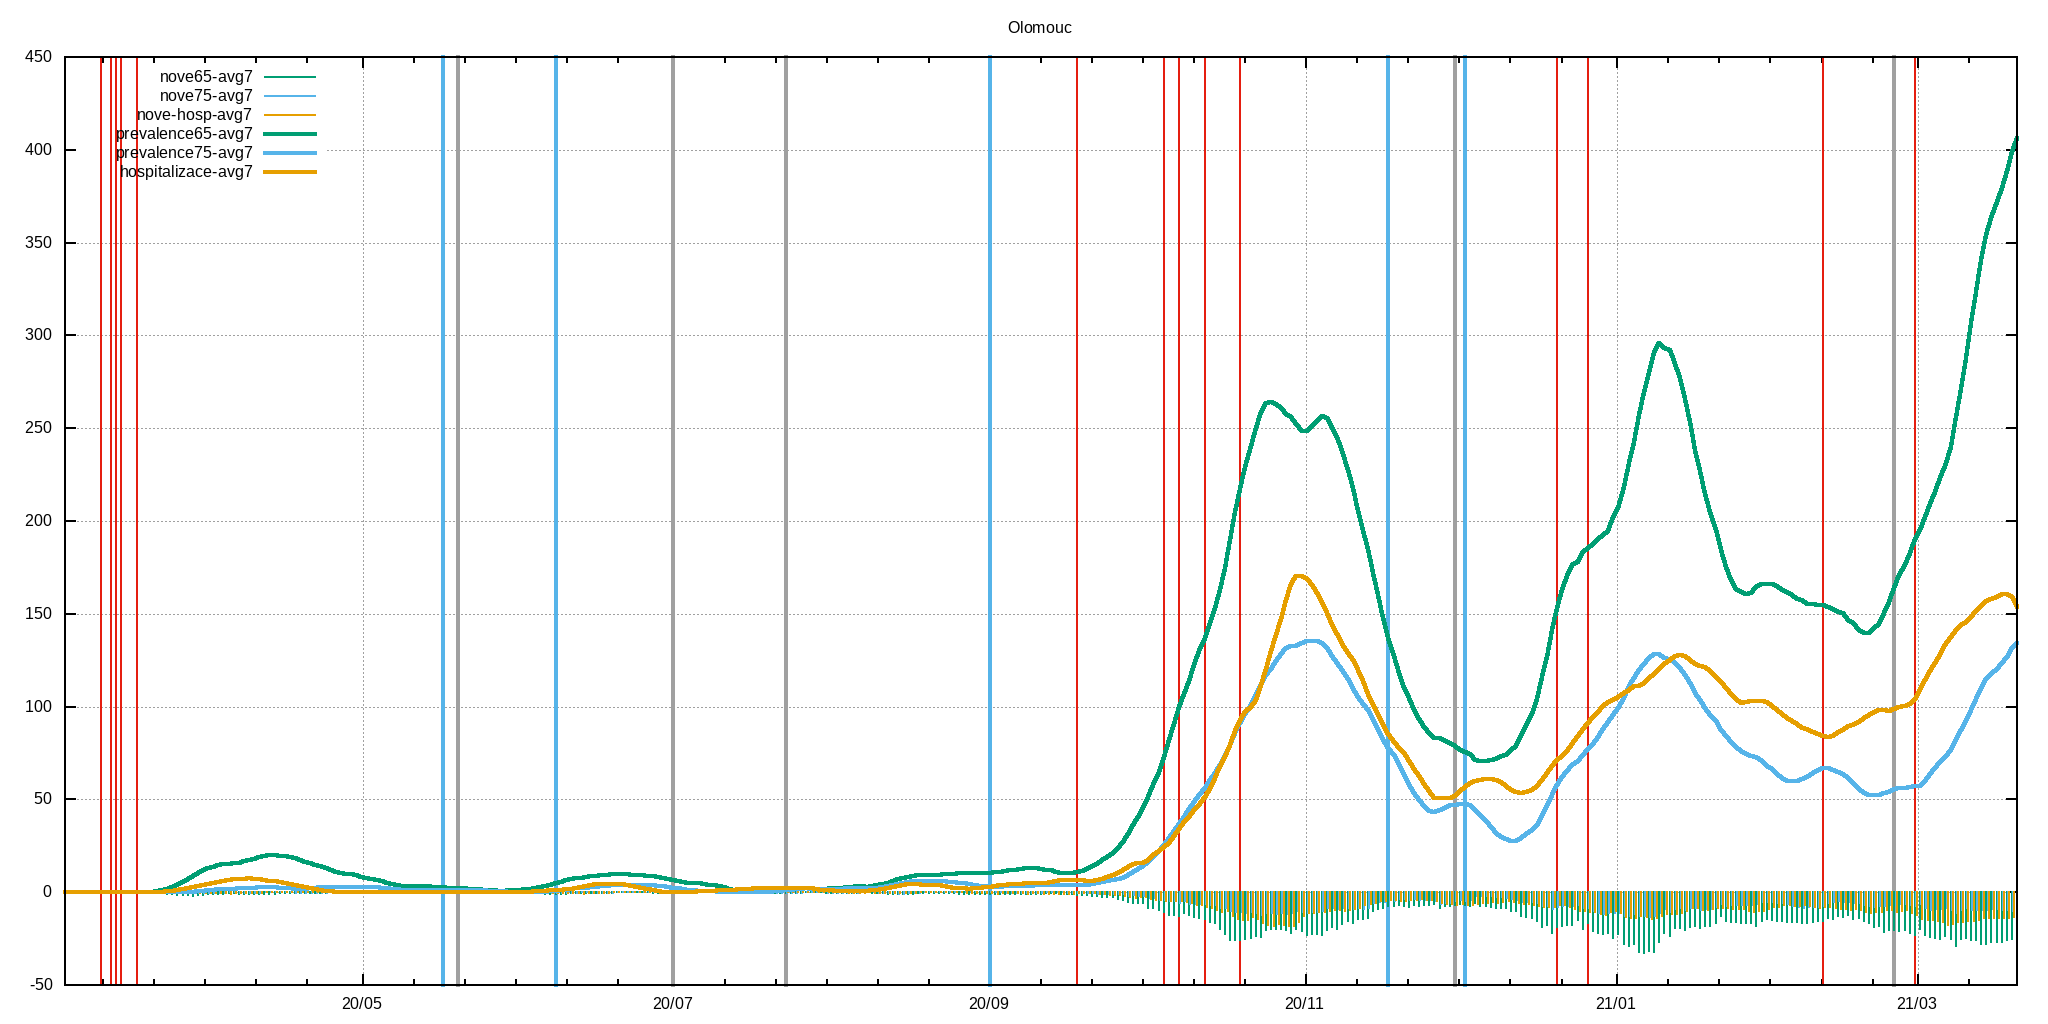 Olomouc
450
nove65-avg7
nove75-avg7
nove-hosp-avg7
prevalence65-avg7
400
prevalence75-avg7
hospitalizace-avg7
350
300
250
200
150
100
50
0
-50
20/05 20/07 20/09 20/11 21/01 21/03